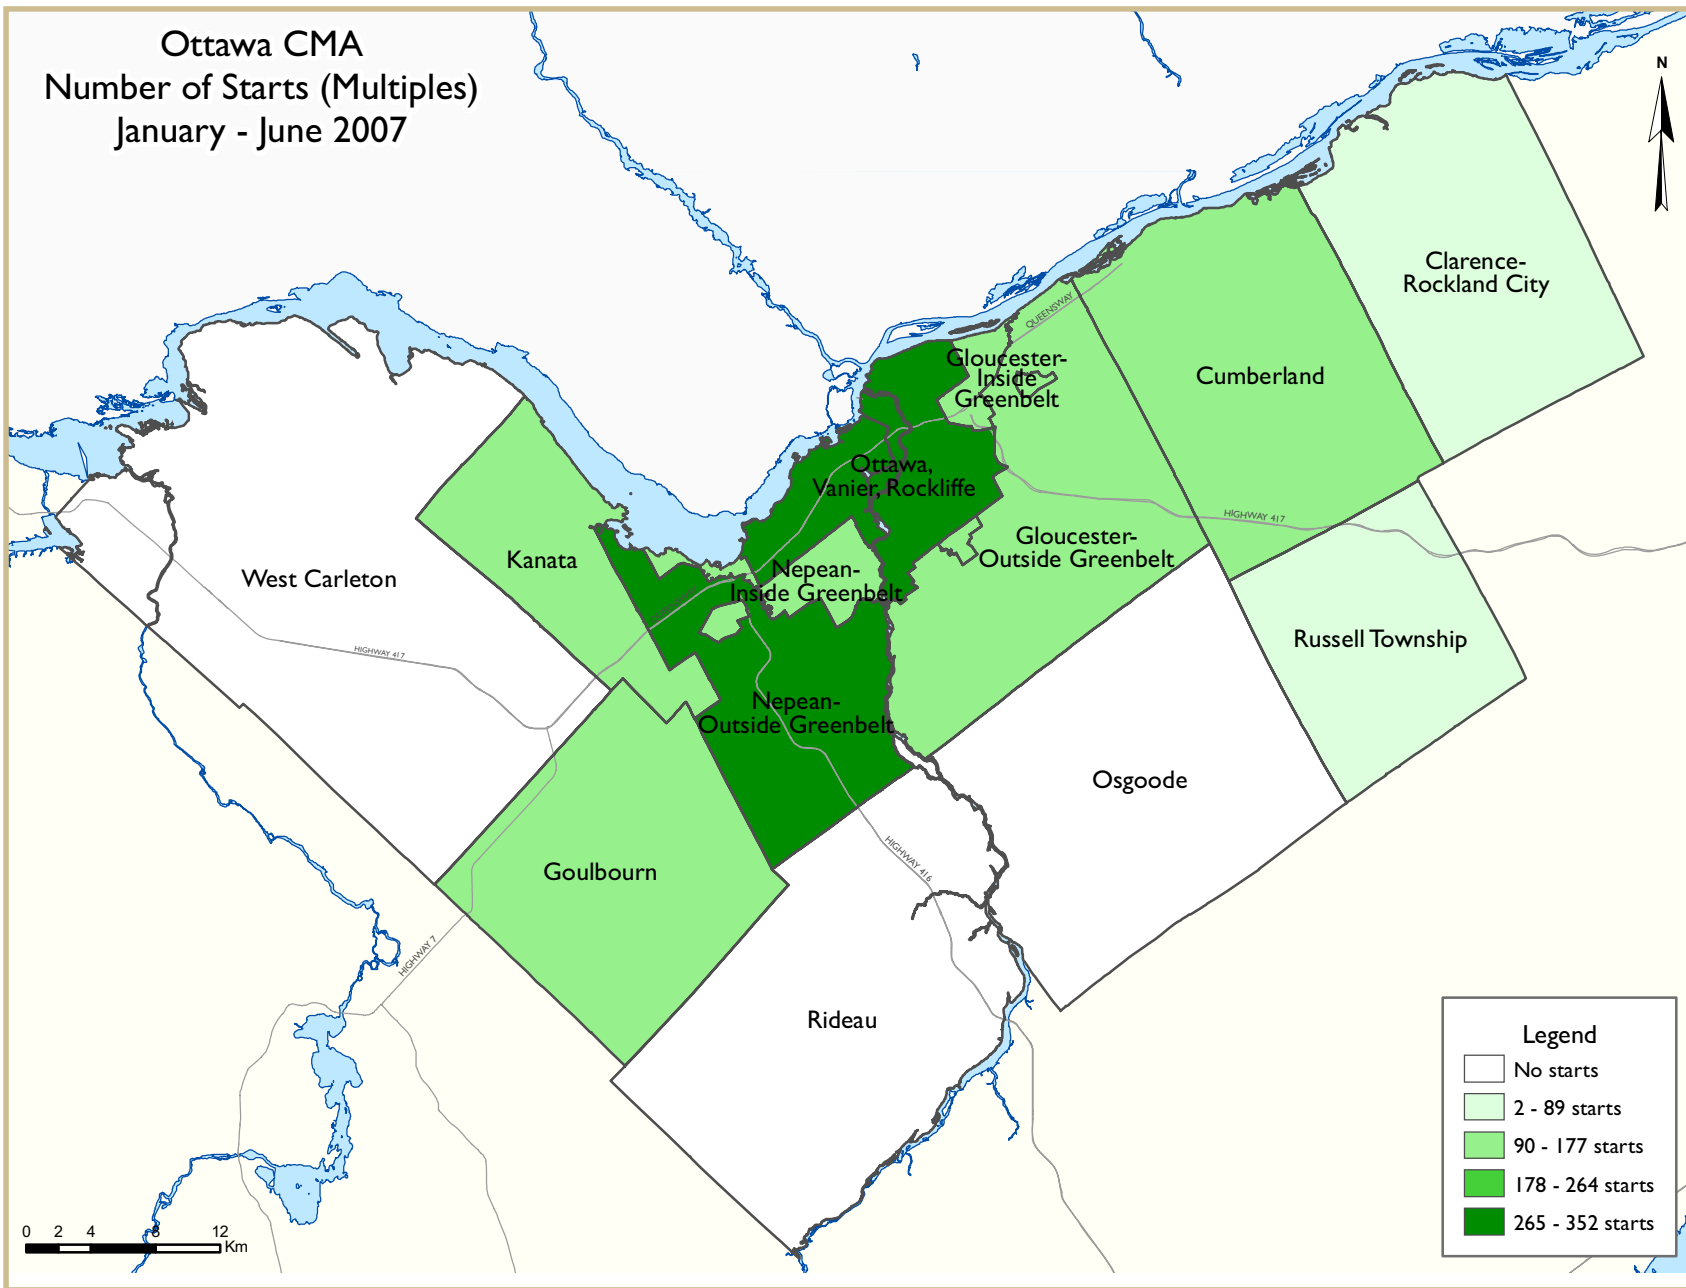 Ottawa CMA
Number of Starts (Multiples)
January - June 2007
N
Clarence-
Rockland City
QUEENSWAY
Gloucester-
Inside
Greenbelt
Cumberland
Ottawa,
Vanier, Rockliffe
HIGHWAY 417
Gloucester-
Outside Greenbelt
Kanata
West Carleton
Nepean-
Inside Greenbelt
Russell Township
HIGHWAY 417
Nepean-
Outside Greenbelt
Osgoode
Goulbourn
HIGHWAY 416
HIGHWAY 7
Rideau
Legend
No starts
2 - 89 starts
90 - 177 starts
178 - 264 starts
265 - 352 starts
0 2 4 8 12
Km